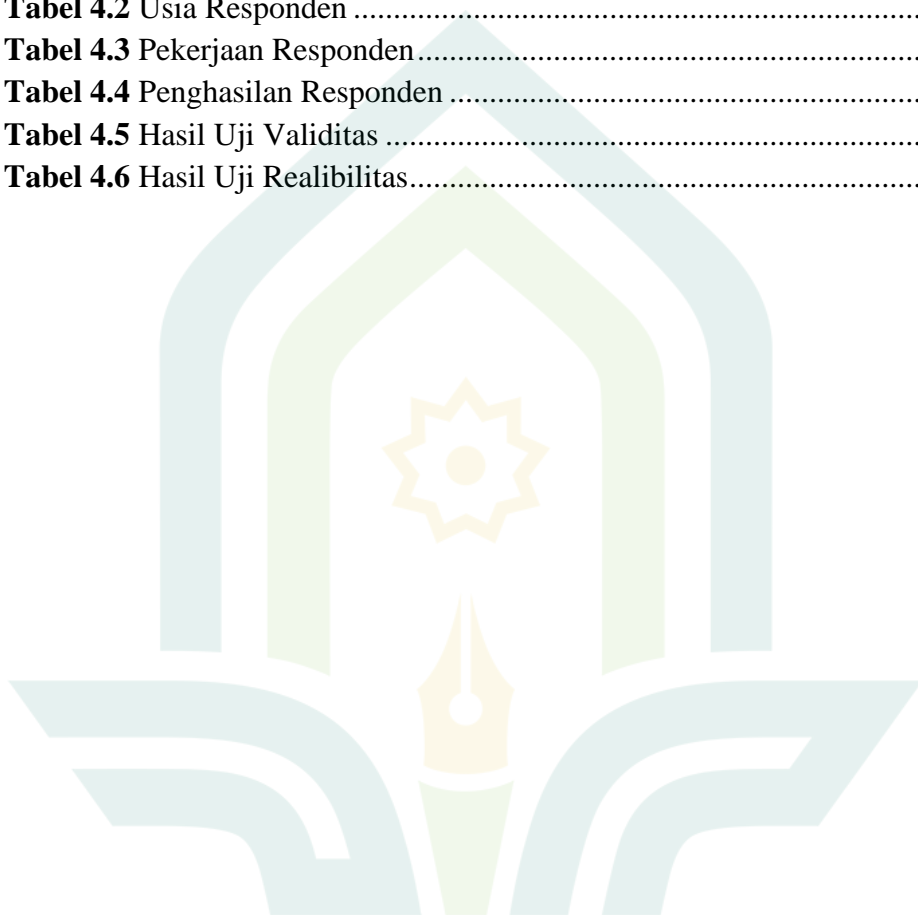 Tabel 4.2 Usia Responden ........................................................................................
Tabel 4.3 Pekerjaan Responden ...............................................................................
Tabel 4.4 Penghasilan Responden ...........................................................................
Tabel 4.5 Hasil Uji Validitas ....................................................................................
Tabel 4.6 Hasil Uji Realibilitas ................................................................................